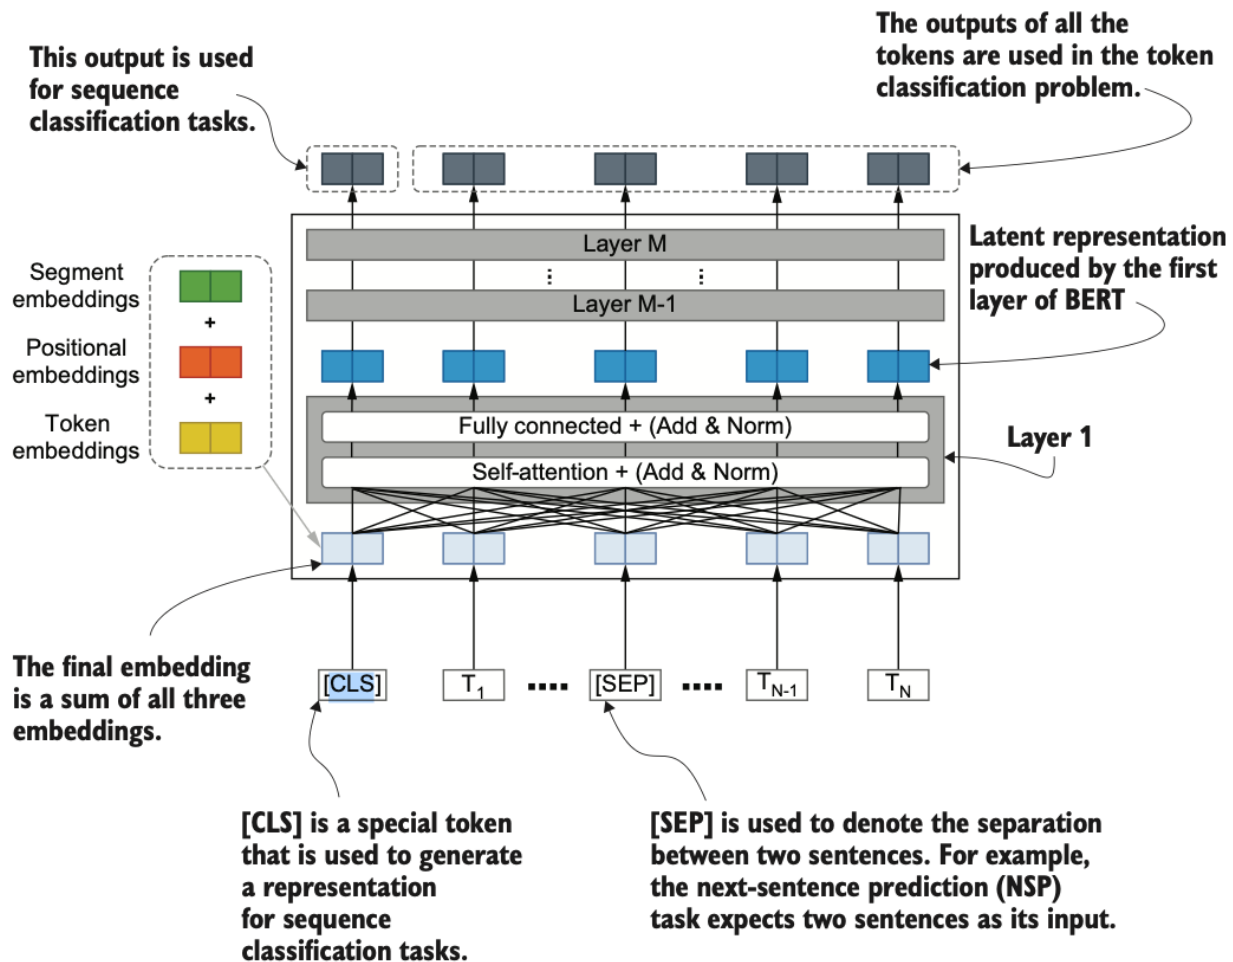 This output is used
for sequence
classification tasks.
The outputs of all the
tokens are used in the token
classification problem.
Layer M
Layer M-1
Latent representation
produced by the first
layer of BERT
Segment
embeddings
+
Positional
embeddings
+
Token
embeddings
Fully connected + (Add & Norm)
Self-attention + (Add & Norm)
Layer 1
The final embedding
is a sum of all three
embeddings.
[CLS] T1 .... [SEP] .... TN-1 TN
[CLS] is a special token
that is used to generate
a representation
for sequence
classification tasks.
[SEP] is used to denote the separation
between two sentences. For example,
the next-sentence prediction (NSP)
task expects two sentences as its input.